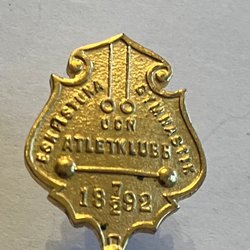 ESKILSTUNA GYMNASTIK
OCH
ATLETKLUBB
18 7/2 92